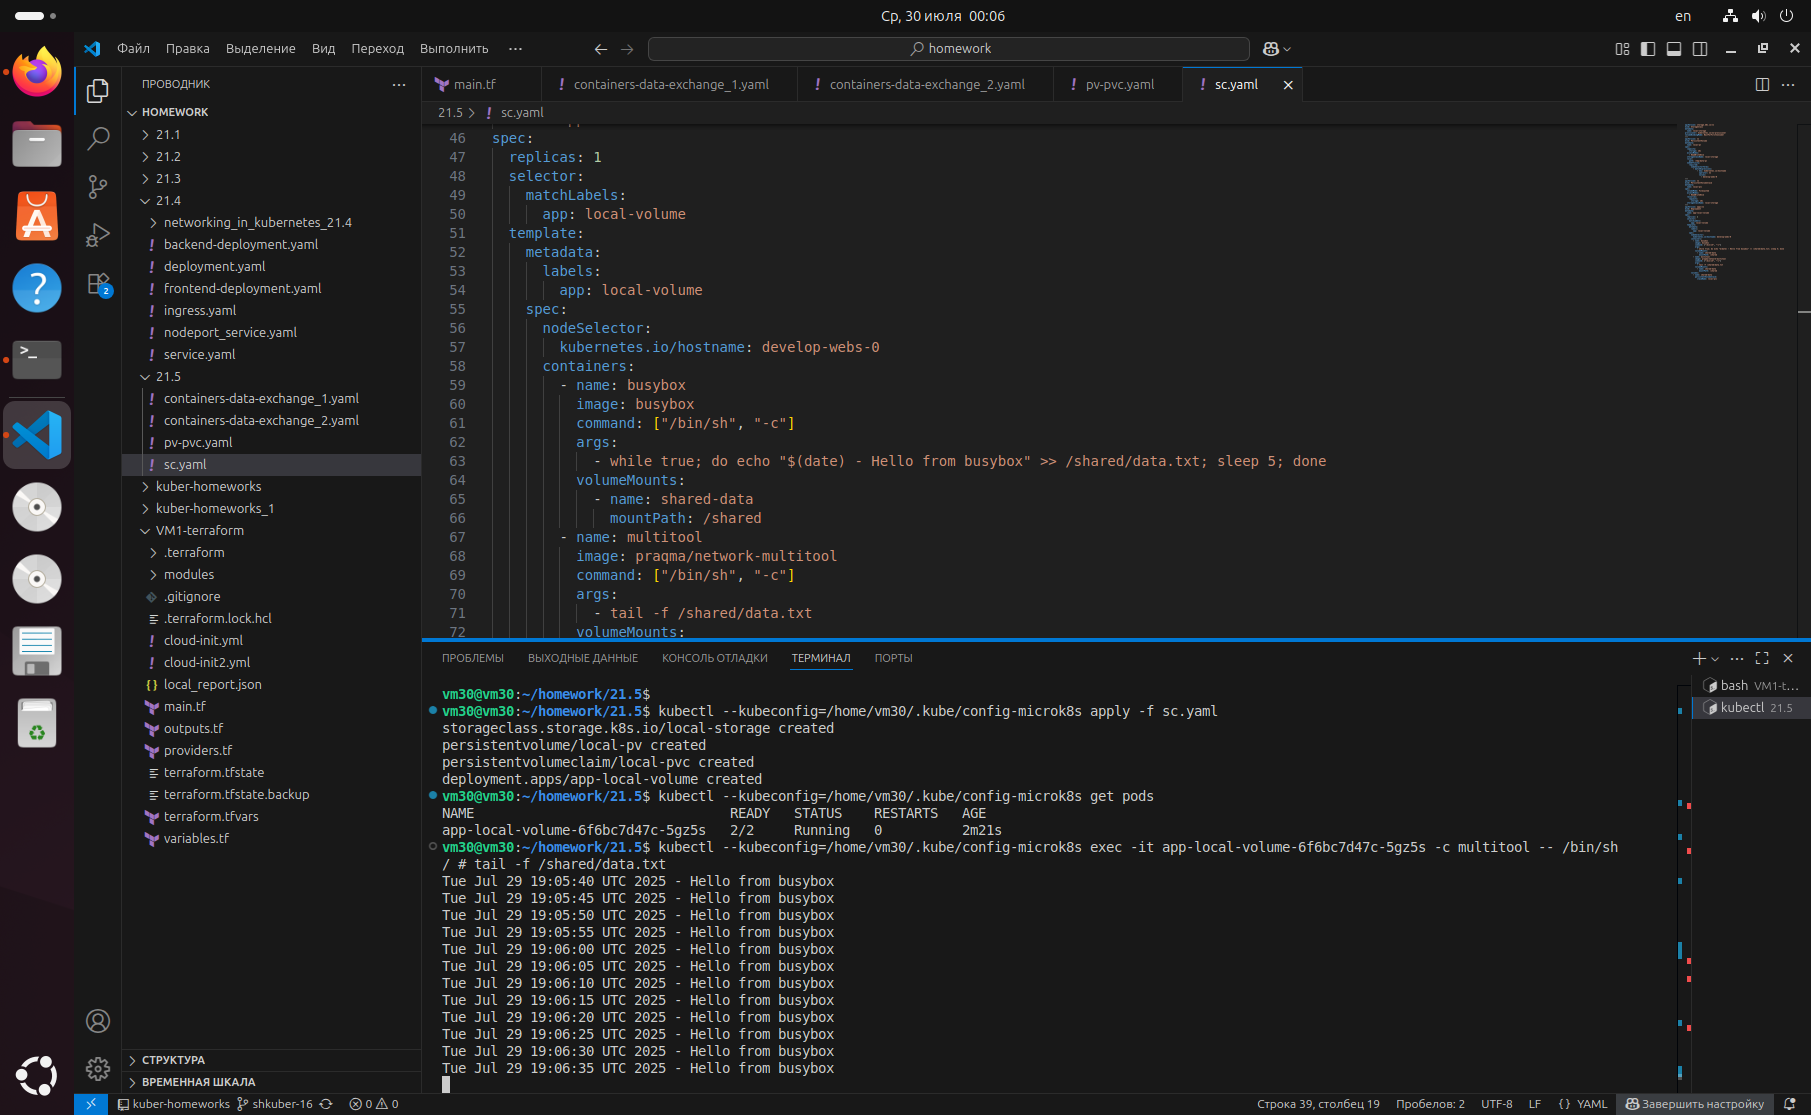 Ср, 30 июля 00:06
en
Файл Правка Выделение Вид Переход Выполнить ···
homework
ПРОВОДНИК
HOMEWORK
21.1
21.2
21.3
21.4
networking_in_kubernetes_21.4
backend-deployment.yaml
deployment.yaml
frontend-deployment.yaml
ingress.yaml
nodeport_service.yaml
service.yaml
21.5
containers-data-exchange_1.yaml
containers-data-exchange_2.yaml
pv-pvc.yaml
sc.yaml
kuber-homeworks
kuber-homeworks_1
VM1-terraform
.terraform
modules
.gitignore
.terraform.lock.hcl
cloud-init.yml
cloud-init2.yml
local_report.json
main.tf
outputs.tf
providers.tf
terraform.tfstate
terraform.tfstate.backup
terraform.tfvars
variables.tf
СТРУКТУРА
ВРЕМЕННАЯ ШКАЛА
2
main.tf containers-data-exchange_1.yaml containers-data-exchange_2.yaml pv-pvc.yaml sc.yaml
21.5 > sc.yaml
46 spec:
47 replicas: 1
48 selector:
49 matchLabels:
50 app: local-volume
51 template:
52 metadata:
53 labels:
54 app: local-volume
55 spec:
56 nodeSelector:
57 kubernetes.io/hostname: develop-webs-0
58 containers:
59 - name: busybox
60 image: busybox
61 command: ["/bin/sh", "-c"]
62 args:
63 - while true; do echo "$(date) - Hello from busybox" >> /shared/data.txt; sleep 5; done
64 volumeMounts:
65 - name: shared-data
66 mountPath: /shared
67 - name: multitool
68 image: praqma/network-multitool
69 command: ["/bin/sh", "-c"]
70 args:
71 - tail -f /shared/data.txt
72 volumeMounts:
ПРОБЛЕМЫ ВЫХОДНЫЕ ДАННЫЕ КОНСОЛЬ ОТЛАДКИ ТЕРМИНАЛ ПОРТЫ
bash VM1-t...
kubectl 21.5
vm30@vm30:~/homework/21.5$
vm30@vm30:~/homework/21.5$ kubectl --kubeconfig=/home/vm30/.kube/config-microk8s apply -f sc.yaml
storageclass.storage.k8s.io/local-storage created
persistentvolume/local-pv created
persistentvolumeclaim/local-pvc created
deployment.apps/app-local-volume created
vm30@vm30:~/homework/21.5$ kubectl --kubeconfig=/home/vm30/.kube/config-microk8s get pods
NAME READY STATUS RESTARTS AGE
app-local-volume-6f6bc7d47c-5gz5s 2/2 Running 0 2m21s
vm30@vm30:~/homework/21.5$ kubectl --kubeconfig=/home/vm30/.kube/config-microk8s exec -it app-local-volume-6f6bc7d47c-5gz5s -c multitool -- /bin/sh
/ # tail -f /shared/data.txt
Tue Jul 29 19:05:40 UTC 2025 - Hello from busybox
Tue Jul 29 19:05:45 UTC 2025 - Hello from busybox
Tue Jul 29 19:05:50 UTC 2025 - Hello from busybox
Tue Jul 29 19:05:55 UTC 2025 - Hello from busybox
Tue Jul 29 19:06:00 UTC 2025 - Hello from busybox
Tue Jul 29 19:06:05 UTC 2025 - Hello from busybox
Tue Jul 29 19:06:10 UTC 2025 - Hello from busybox
Tue Jul 29 19:06:15 UTC 2025 - Hello from busybox
Tue Jul 29 19:06:20 UTC 2025 - Hello from busybox
Tue Jul 29 19:06:25 UTC 2025 - Hello from busybox
Tue Jul 29 19:06:30 UTC 2025 - Hello from busybox
Tue Jul 29 19:06:35 UTC 2025 - Hello from busybox
kuber-homeworks shkuber-16 0 0 Строка 39, столбец 19 Пробелов: 2 UTF-8 LF {} YAML Завершить настройку